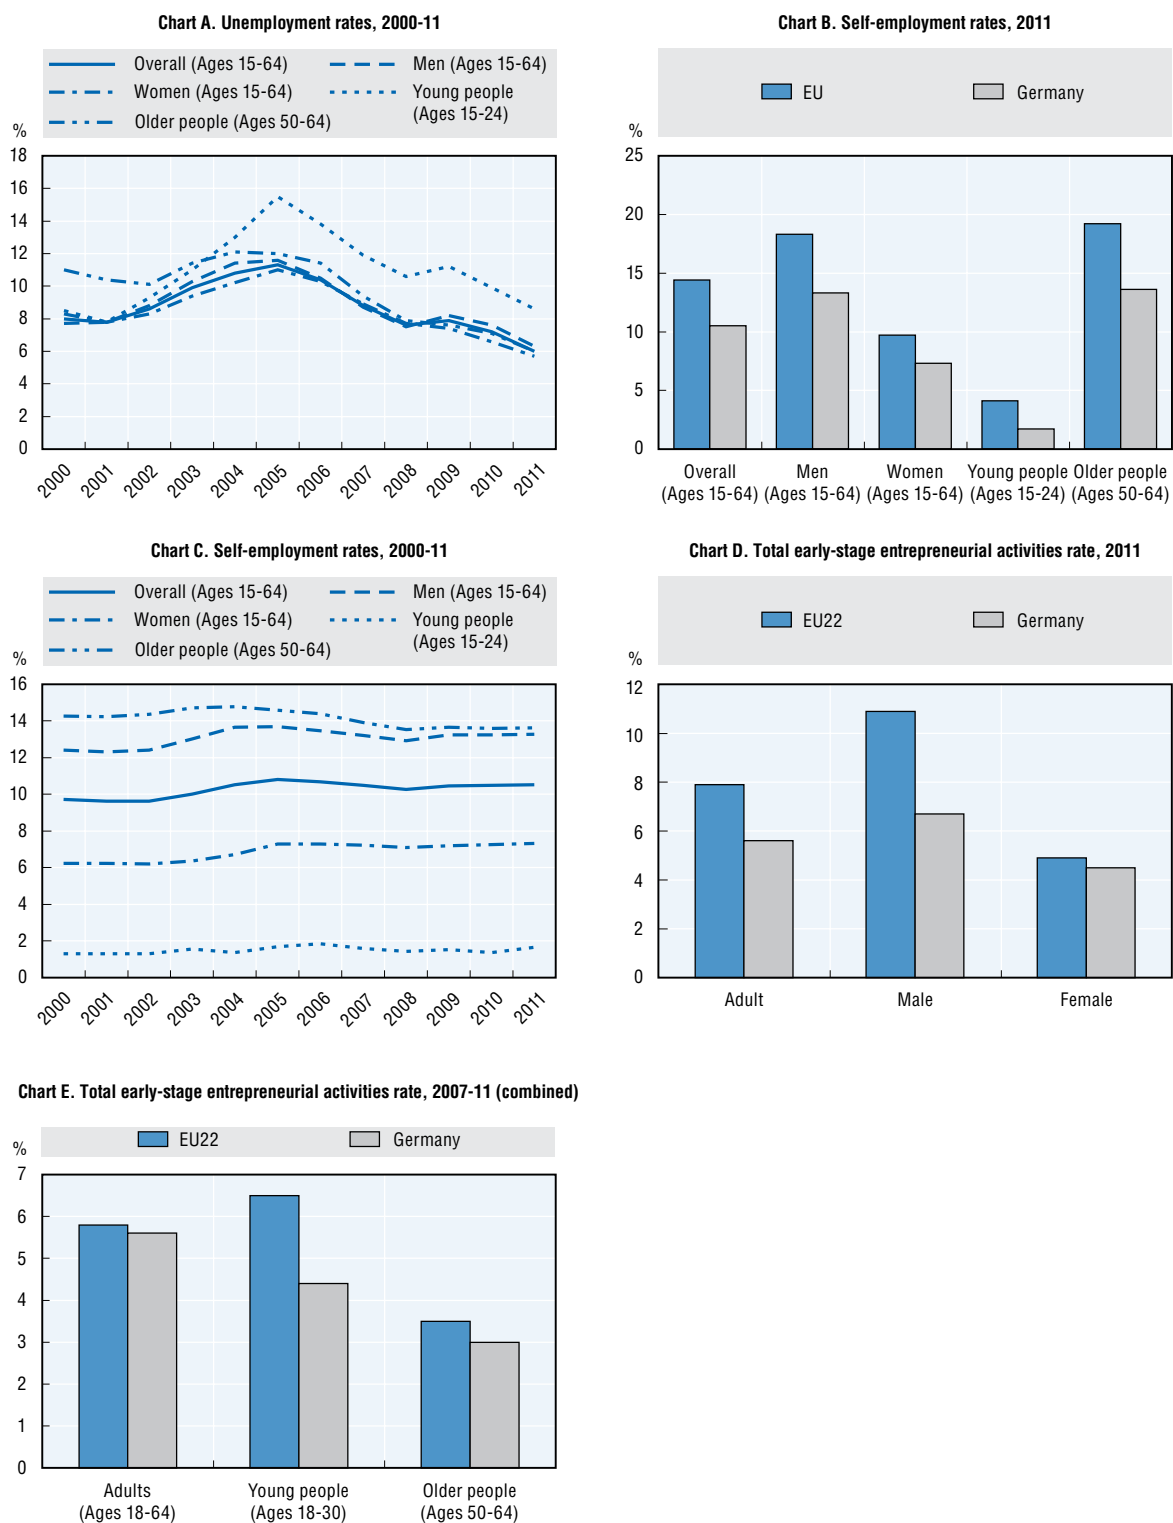 Chart A. Unemployment rates, 2000-11
Overall (Ages 15-64)
Men (Ages 15-64)
Women (Ages 15-64)
Young people
(Ages 15-24)
Older people (Ages 50-64)
%
18
16
14
12
10
8
6
4
2
0
2000
2001
2002
2003
2004
2005
2006
2007
2008
2009
2010
2011
Chart B. Self-employment rates, 2011
EU
Germany
%
25
20
15
10
5
0
Overall
(Ages 15-64)
Men
(Ages 15-64)
Women
(Ages 15-64)
Young people
(Ages 15-24)
Older people
(Ages 50-64)
Chart C. Self-employment rates, 2000-11
Overall (Ages 15-64)
Men (Ages 15-64)
Women (Ages 15-64)
Young people
(Ages 15-24)
Older people (Ages 50-64)
%
16
14
12
10
8
6
4
2
0
2000
2001
2002
2003
2004
2005
2006
2007
2008
2009
2010
2011
Chart D. Total early-stage entrepreneurial activities rate, 2011
EU22
Germany
%
12
10
8
6
4
2
0
Adult
Male
Female
Chart E. Total early-stage entrepreneurial activities rate, 2007-11 (combined)
EU22
Germany
%
7
6
5
4
3
2
1
0
Adults
(Ages 18-64)
Young people
(Ages 18-30)
Older people
(Ages 50-64)